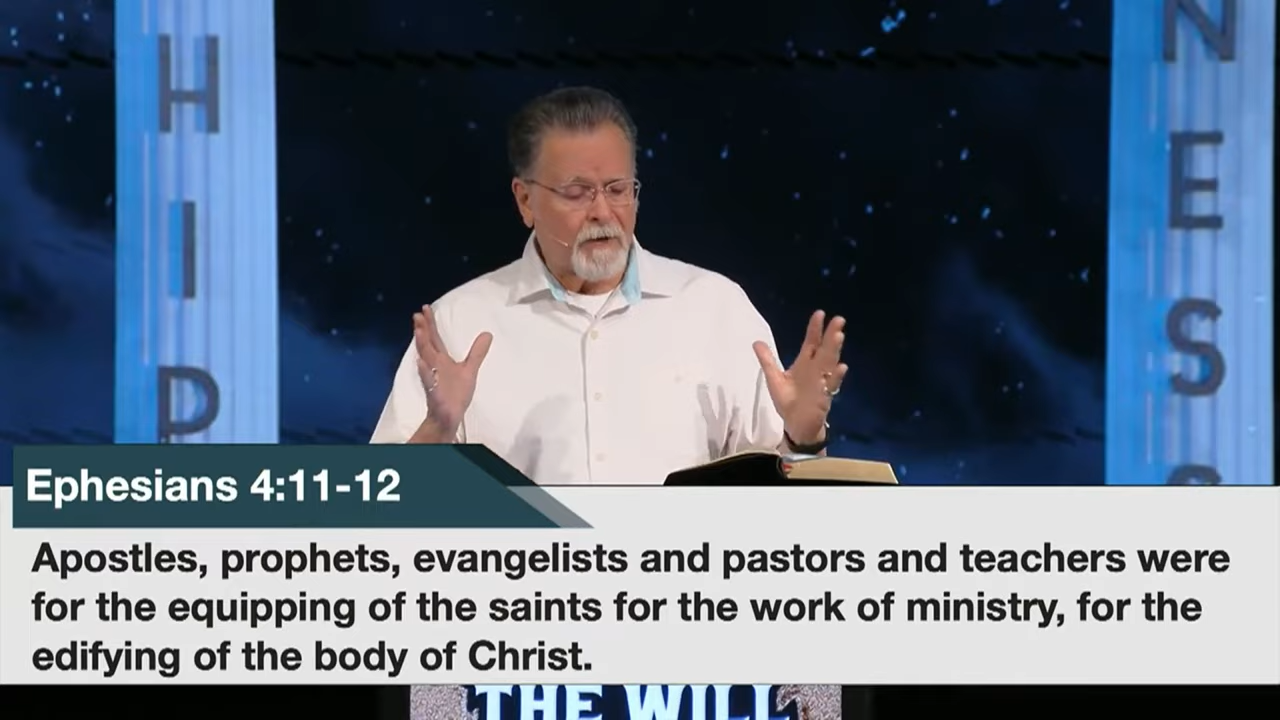 H
I
P
N
E
S
S
Ephesians 4:11-12
Apostles, prophets, evangelists and pastors and teachers were
for the equipping of the saints for the work of ministry, for the
edifying of the body of Christ.
THE WILL